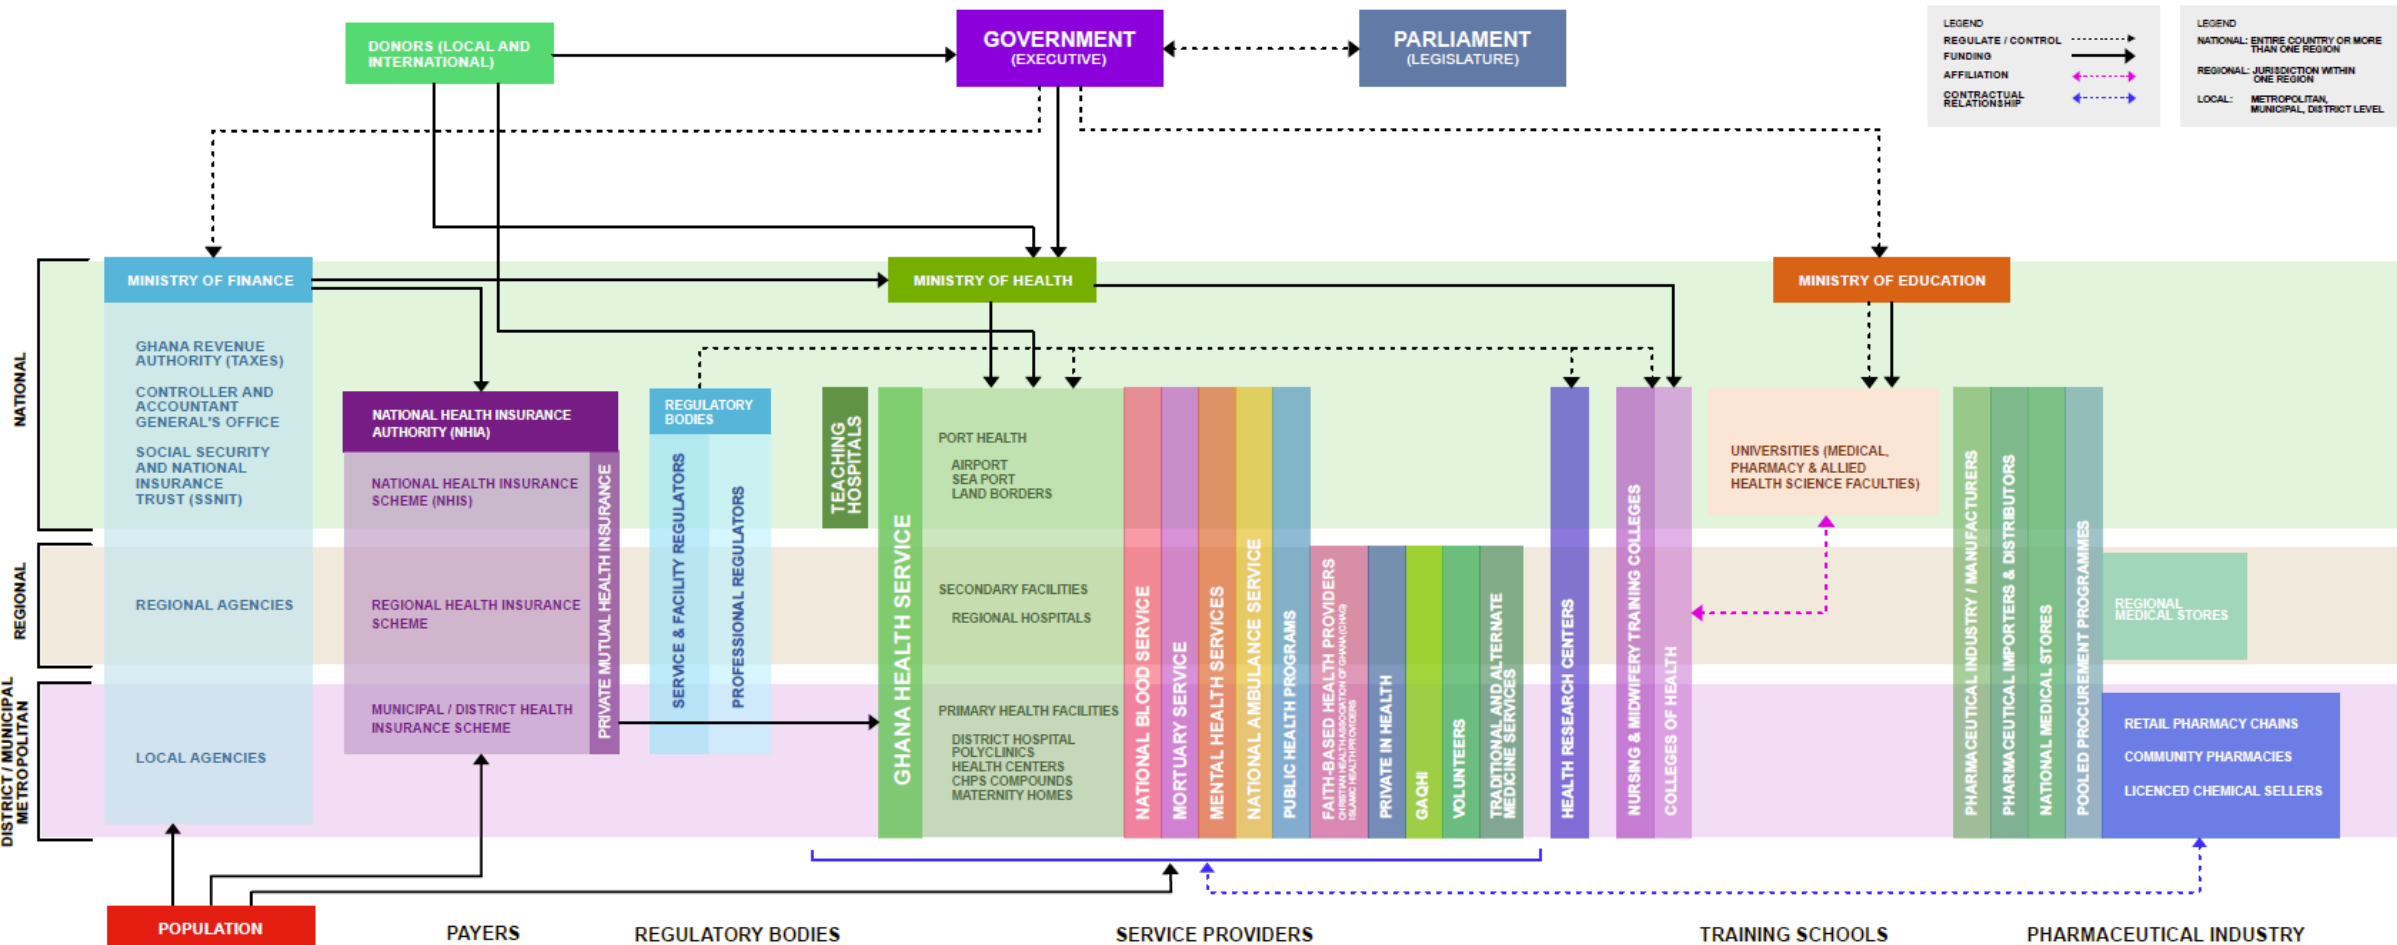 DONORS (LOCAL AND
INTERNATIONAL)
GOVERNMENT
(EXECUTIVE)
PARLIAMENT
(LEGISLATURE)
LEGEND
REGULATE / CONTROL
FUNDING
AFFILIATION
CONTRACTUAL
RELATIONSHIP
LEGEND
NATIONAL: ENTIRE COUNTRY OR MORE
THAN ONE REGION
REGIONAL: JURISDICTION WITHIN
ONE REGION
LOCAL: METROPOLITAN,
MUNICIPAL, DISTRICT LEVEL
NATIONAL
REGIONAL
DISTRICT / MUNICIPAL
METROPOLITAN
MINISTRY OF FINANCE
GHANA REVENUE
AUTHORITY (TAXES)
CONTROLLER AND
ACCOUNTANT
GENERAL'S OFFICE
SOCIAL SECURITY
AND NATIONAL
INSURANCE
TRUST (SSNIT)
REGIONAL AGENCIES
LOCAL AGENCIES
MINISTRY OF HEALTH
MINISTRY OF EDUCATION
NATIONAL HEALTH INSURANCE
AUTHORITY (NHIA)
NATIONAL HEALTH INSURANCE
SCHEME (NHIS)
REGIONAL HEALTH INSURANCE
SCHEME
MUNICIPAL / DISTRICT HEALTH
INSURANCE SCHEME
PRIVATE MUTUAL HEALTH INSURANCE
REGULATORY
BODIES
SERVICE & FACILITY REGULATORS
PROFESSIONAL REGULATORS
TEACHING
HOSPITALS
GHANA HEALTH SERVICE
PORT HEALTH
AIRPORT
SEA PORT
LAND BORDERS
SECONDARY FACILITIES
REGIONAL HOSPITALS
PRIMARY HEALTH FACILITIES
DISTRICT HOSPITAL
POLYCLINICS
HEALTH CENTERS
CHPS COMPOUNDS
MATERNITY HOMES
NATIONAL BLOOD SERVICE
MORTUARY SERVICE
MENTAL HEALTH SERVICES
NATIONAL AMBULANCE SERVICE
PUBLIC HEALTH PROGRAMS
FAITH-BASED HEALTH PROVIDERS
CHRISTIAN HEALTH ASSOCIATION OF GHANA (CHAG)
ISLAMIC HEALTH PROVIDERS
PRIVATE IN HEALTH
GAQHI
VOLUNTEERS
TRADITIONAL AND ALTERNATE
MEDICINE SERVICES
HEALTH RESEARCH CENTERS
NURSING & MIDWIFERY TRAINING COLLEGES
COLLEGES OF HEALTH
UNIVERSITIES (MEDICAL,
PHARMACY & ALLIED
HEALTH SCIENCE FACULTIES)
PHARMACEUTICAL INDUSTRY / MANUFACTURERS
PHARMACEUTICAL IMPORTERS & DISTRIBUTORS
NATIONAL MEDICAL STORES
POOLED PROCUREMENT PROGRAMMES
REGIONAL
MEDICAL STORES
RETAIL PHARMACY CHAINS
COMMUNITY PHARMACIES
LICENCED CHEMICAL SELLERS
POPULATION
PAYERS
REGULATORY BODIES
SERVICE PROVIDERS
TRAINING SCHOOLS
PHARMACEUTICAL INDUSTRY